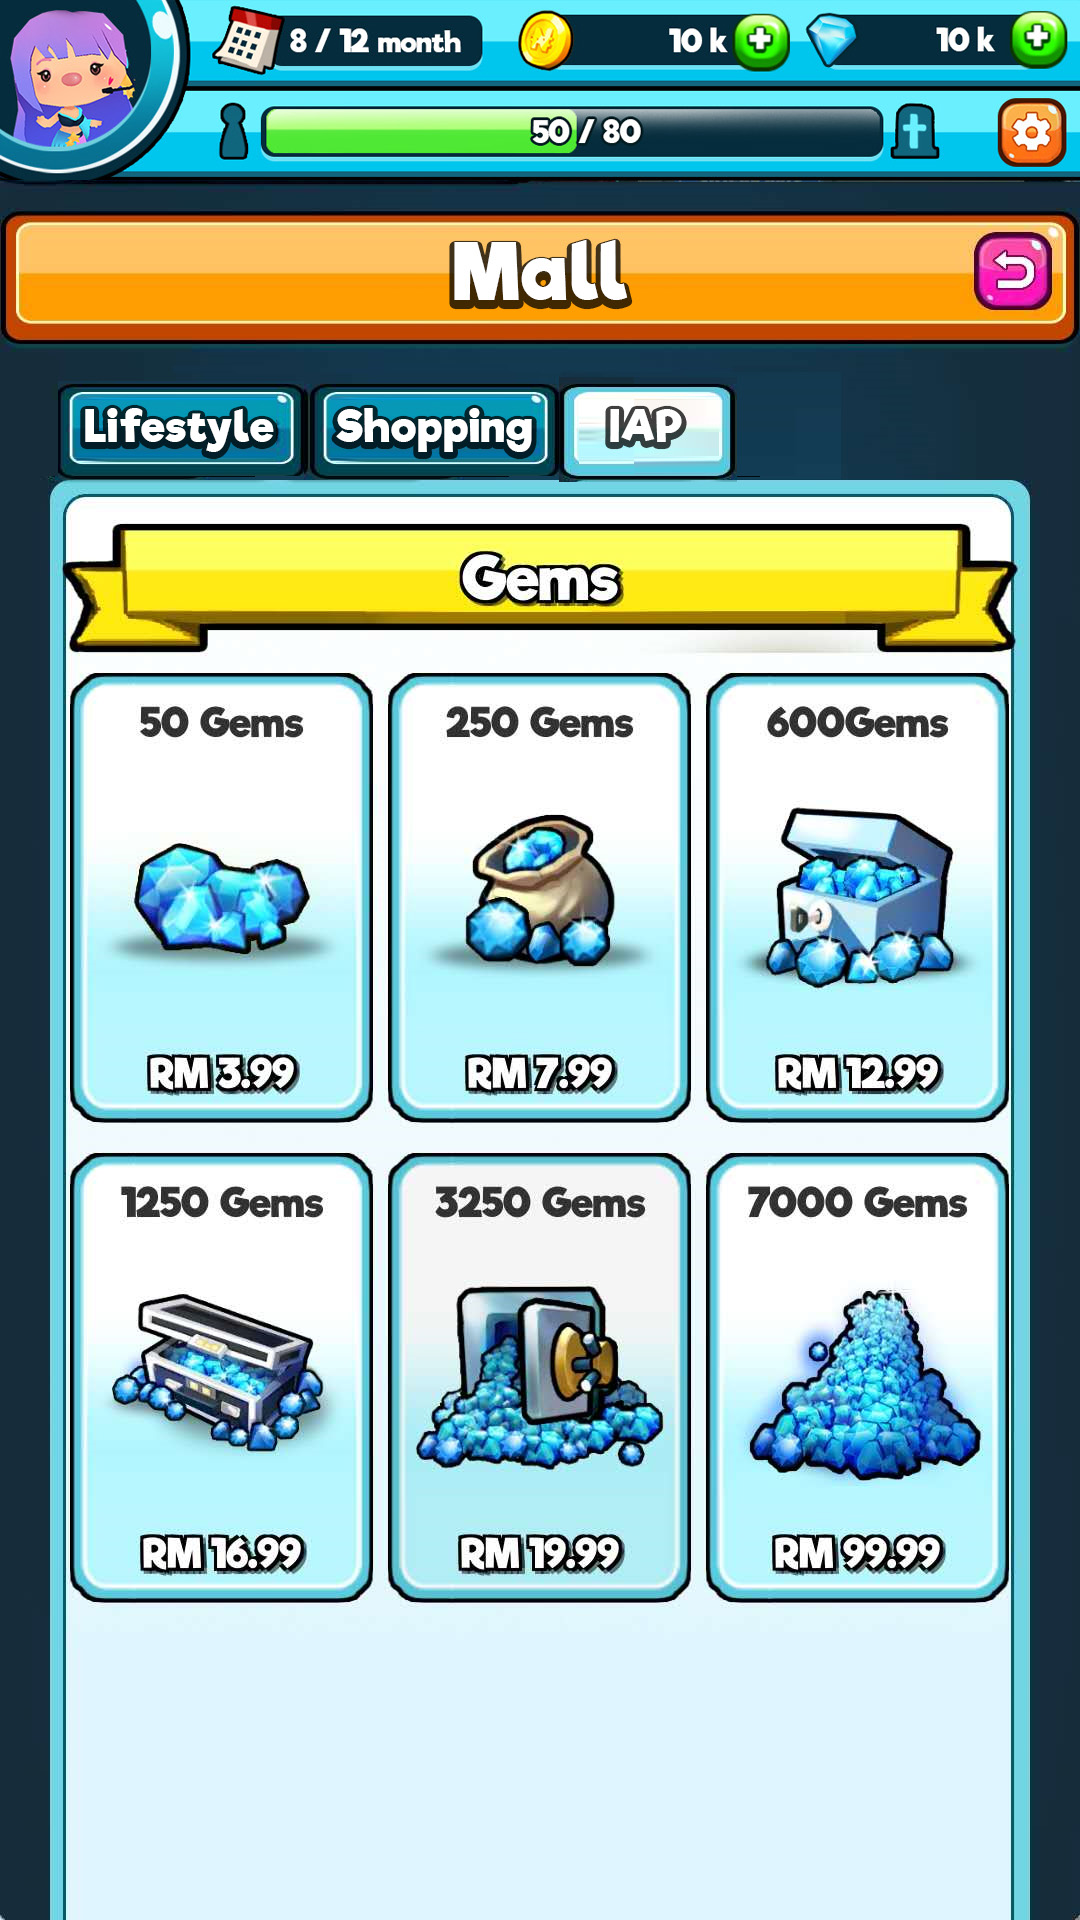 8 / 12 month
10 k
10 k
50 / 80
Mall
Lifestyle
Shopping
IAP
Gems
50 Gems
250 Gems
600Gems
RM 3.99
RM 7.99
RM 12.99
1250 Gems
3250 Gems
7000 Gems
RM 16.99
RM 19.99
RM 99.99